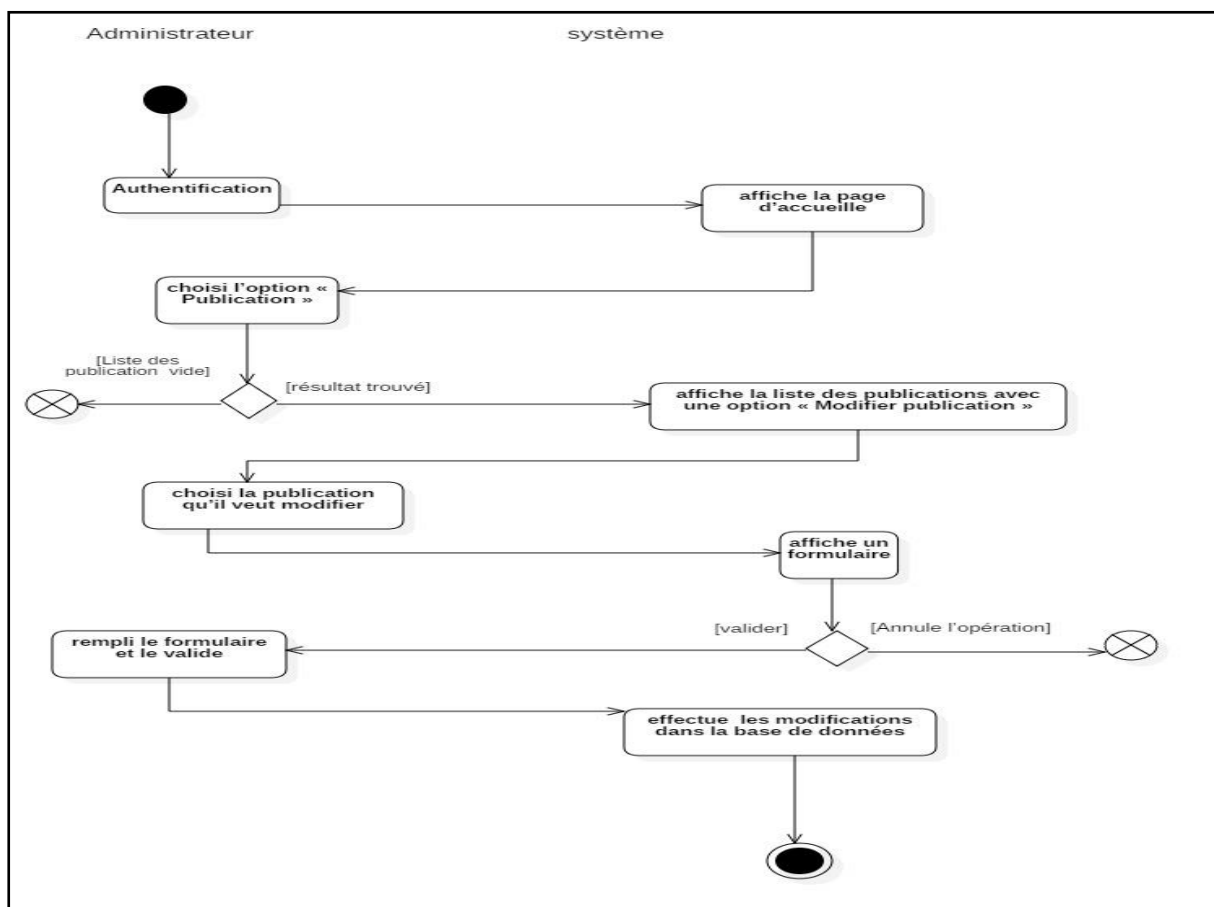 Administrateur
système
Authentification
affiche la page
d'accueille
choisi l'option «
Publication »
[Liste des
publication vide]
[résultat trouvé]
affiche la liste des publications avec
une option « Modifier publication »
choisi la publication
qu'il veut modifier
affiche un
formulaire
[valider]
[Annule l'opération]
rempli le formulaire
et le valide
effectue les modifications
dans la base de données